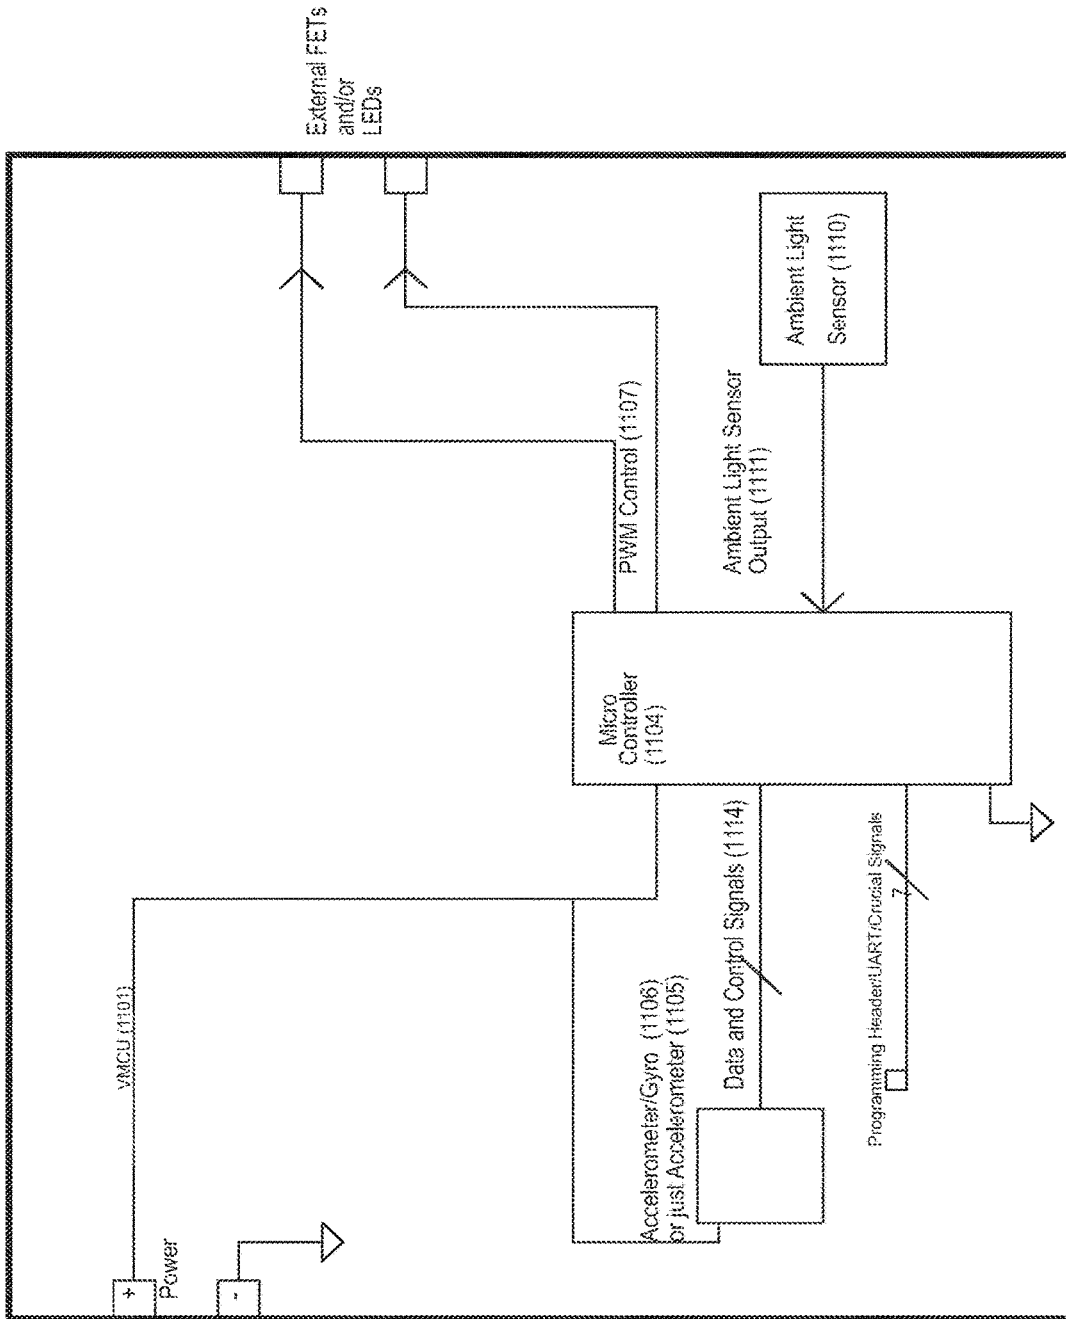 External FETs
and/or
LEDs
Ambient Light
Sensor (1110)
PWM Control (1107)
Ambient Light Sensor
Output (1111)
Micro
Controller
(1104)
VMCU (1101)
Data and Control Signals (1114)
Programming Header/UART/Crucial Signals
7
Accelerometer/Gyro (1106)
or just Accelerometer (1105)
+
Power
-